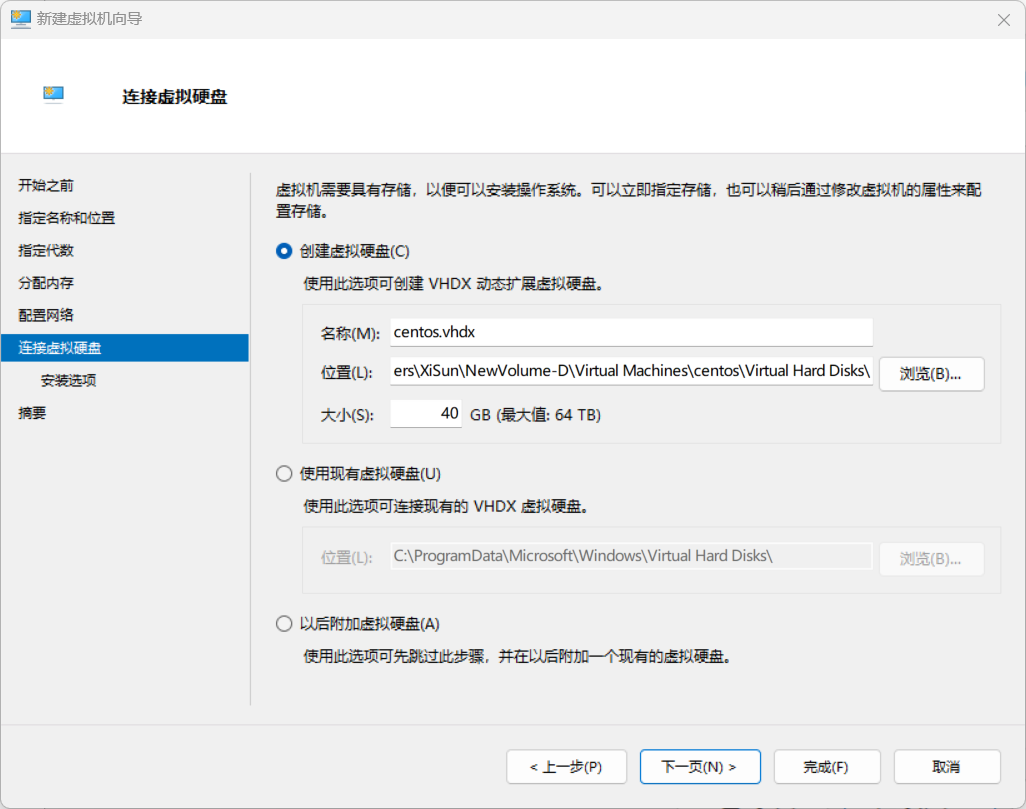 新建虚拟机向导
连接虚拟硬盘
开始之前
指定名称和位置
指定代数
分配内存
配置网络
连接虚拟硬盘
安装选项
摘要
虚拟机需要具有存储，以便可以安装操作系统。可以立即指定存储，也可以稍后通过修改虚拟机的属性来配
置存储。
创建虚拟硬盘(C)
使用此选项可创建 VHDX 动态扩展虚拟硬盘。
名称(M): centos.vhdx
位置(L): ers\XiSun\NewVolume-D\Virtual Machines\centos\Virtual Hard Disks\ 浏览(B)...
大小(S): 40 GB (最大值: 64 TB)
使用现有虚拟硬盘(U)
使用此选项可连接现有的 VHDX 虚拟硬盘。
位置(L): C:\ProgramData\Microsoft\Windows\Virtual Hard Disks\ 浏览(B)...
以后附加虚拟硬盘(A)
使用此选项可先跳过此步骤，并在以后附加一个现有的虚拟硬盘。
< 上一步(P) 下一页(N) > 完成(F) 取消